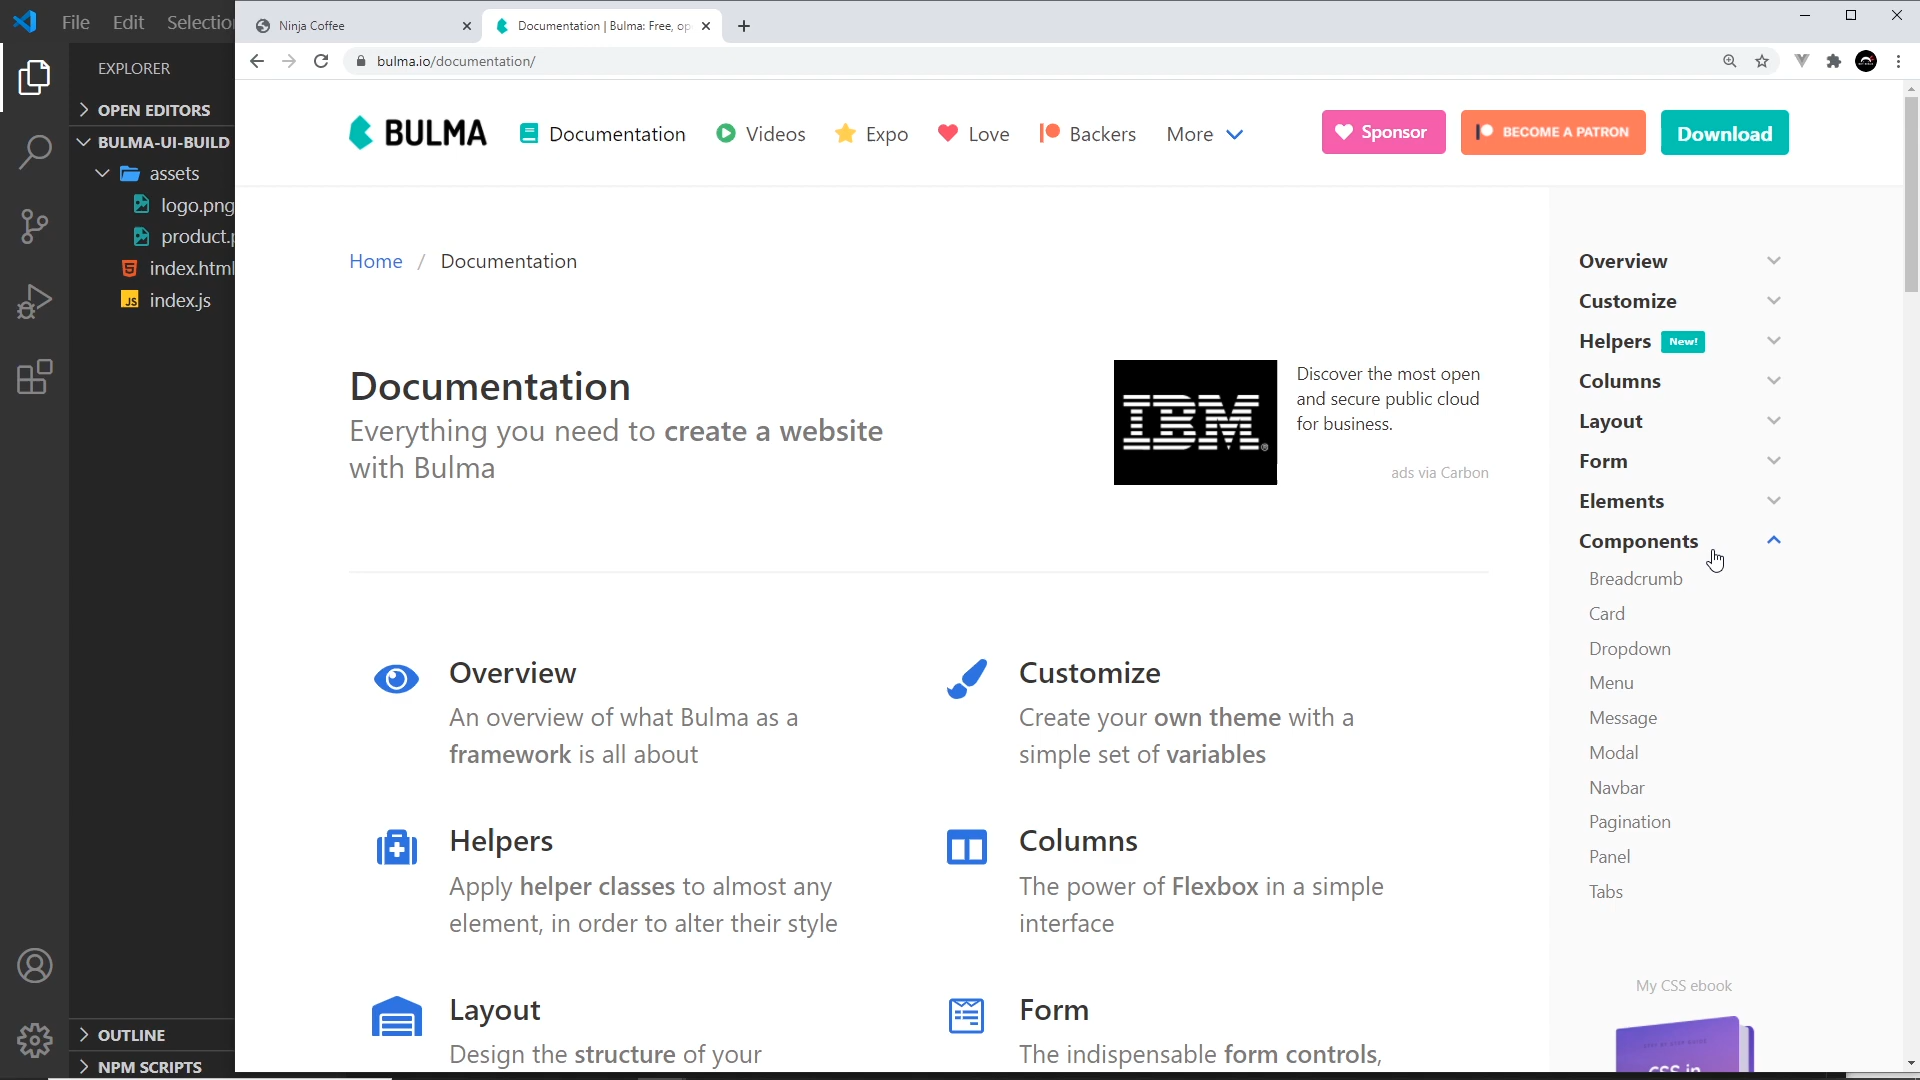 File Edit Selectio
Ninja Coffee
Documentation | Bulma: Free, op
bulma.io/documentation/
EXPLORER
OPEN EDITORS
BULMA-UI-BUILD
assets
logo.png
product.p
index.html
index.js
OUTLINE
NPM SCRIPTS
BULMA
Documentation
Videos
Expo
Love
Backers
More
Sponsor
BECOME A PATRON
Download
Home / Documentation
Documentation
Everything you need to create a website
with Bulma
IBM
Discover the most open
and secure public cloud
for business.
ads via Carbon
Overview
An overview of what Bulma as a
framework is all about
Customize
Create your own theme with a
simple set of variables
Helpers
Apply helper classes to almost any
element, in order to alter their style
Columns
The power of Flexbox in a simple
interface
Layout
Design the structure of your
Form
The indispensable form controls,
Overview
Customize
Helpers New!
Columns
Layout
Form
Elements
Components
Breadcrumb
Card
Dropdown
Menu
Message
Modal
Navbar
Pagination
Panel
Tabs
My CSS ebook
CSS in